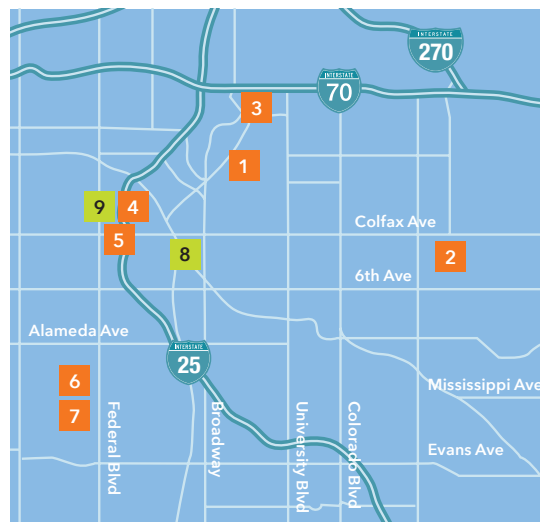 INTERSTATE
270
INTERSTATE
70
3
1
9
4
Colfax Ave
5
8
2
6th Ave
Alameda Ave
INTERSTATE
25
6
Mississippi Ave
7
Federal Blvd
Broadway
University Blvd
Colorado Blvd
Evans Ave